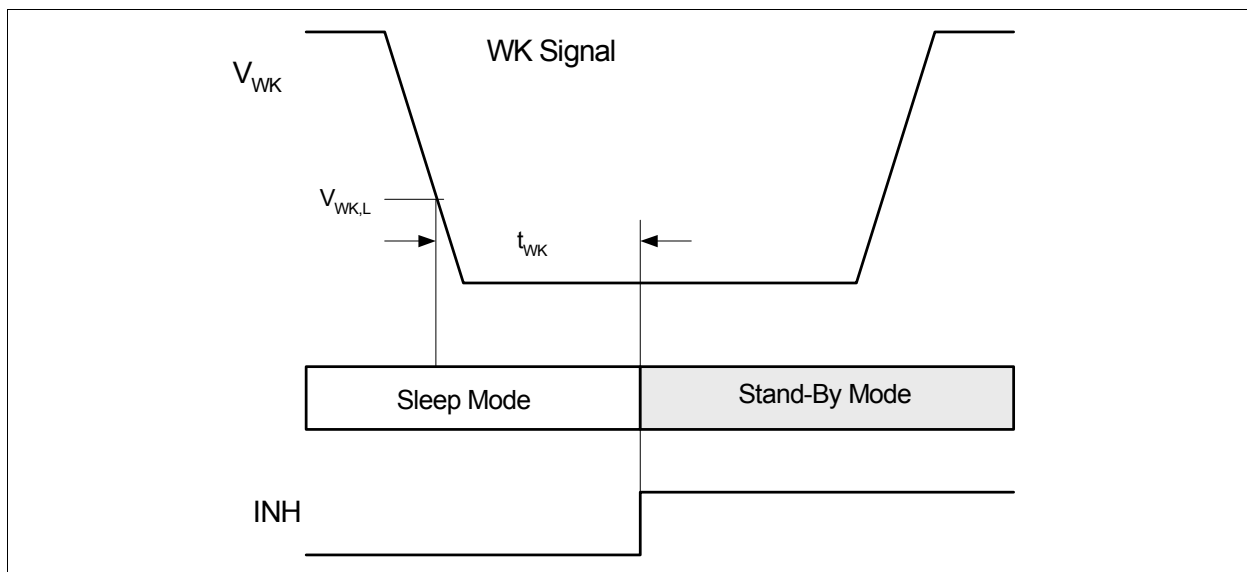 WK Signal
V_WK
V_WK,L
t_WK
Sleep Mode
Stand-By Mode
INH